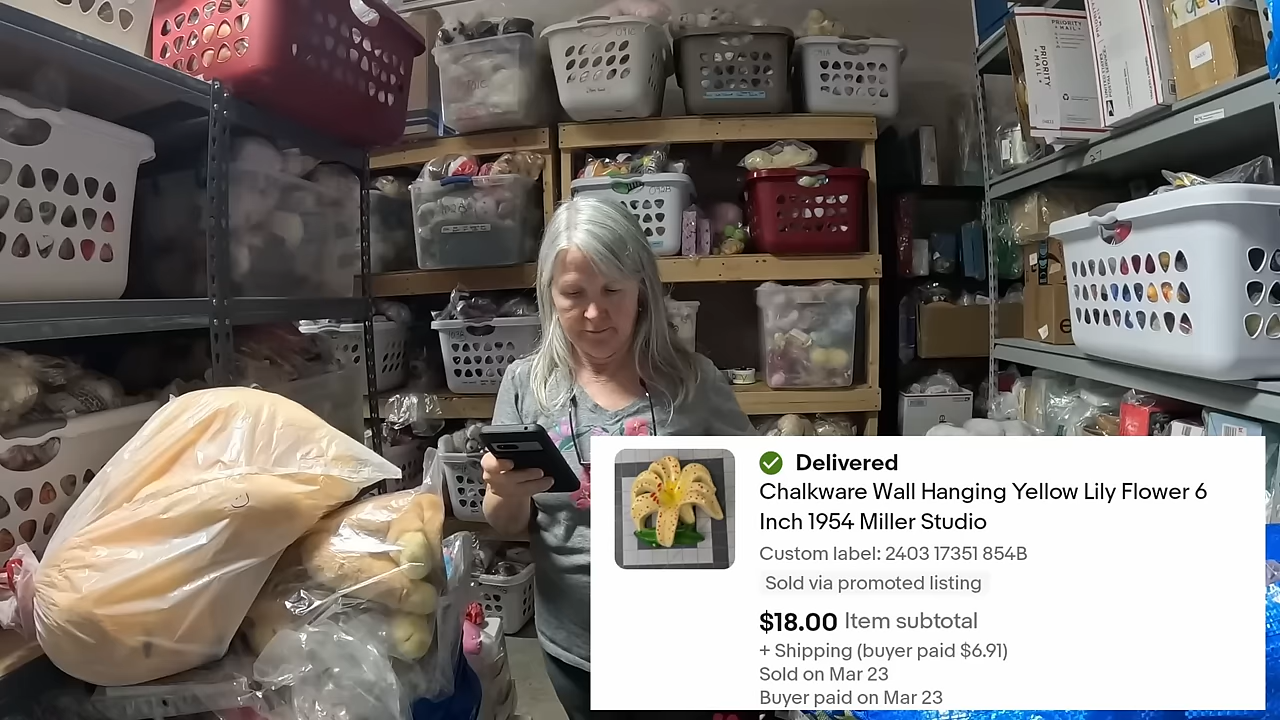 PRIORITY
MAIL
PRIORITY
★ MAIL ★
Delivered
Chalkware Wall Hanging Yellow Lily Flower 6
Inch 1954 Miller Studio
Custom label: 2403 17351 854B
Sold via promoted listing
$18.00 Item subtotal
+ Shipping (buyer paid $6.91)
Sold on Mar 23
Buyer paid on Mar 23